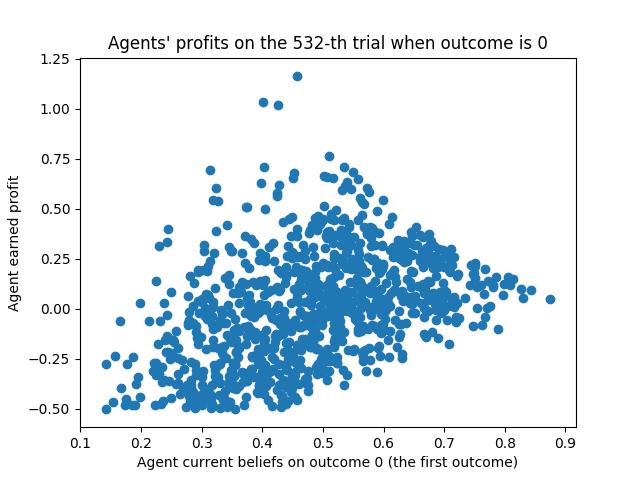 Agents' profits on the 532-th trial when outcome is 0
1.25
1.00
0.75
0.50
0.25
0.00
−0.25
−0.50
Agent earned profit
0.1 0.2 0.3 0.4 0.5 0.6 0.7 0.8 0.9
Agent current beliefs on outcome 0 (the first outcome)